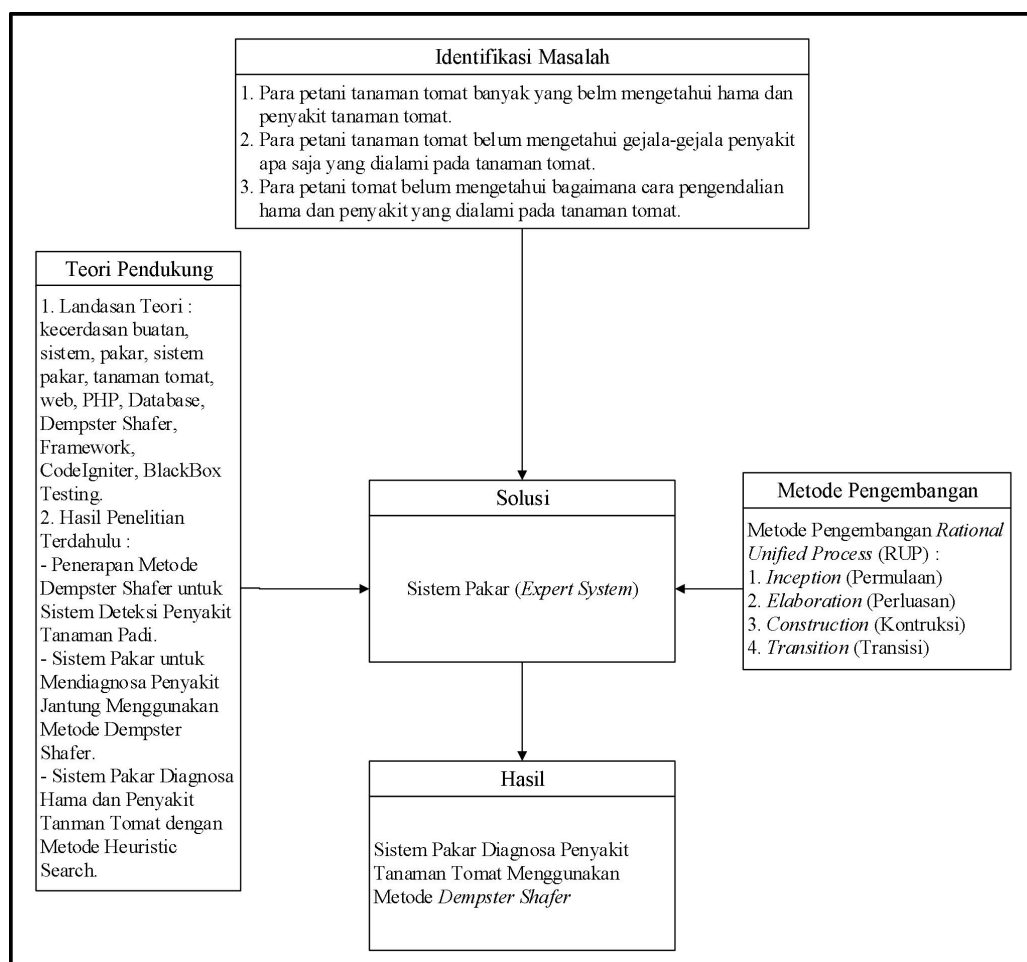 Identifikasi Masalah
1. Para petani tanaman tomat banyak yang belm mengetahui hama dan
penyakit tanaman tomat.
2. Para petani tanaman tomat belum mengetahui gejala-gejala penyakit
apa saja yang dialami pada tanaman tomat.
3. Para petani tomat belum mengetahui bagaimana cara pengendalian
hama dan penyakit yang dialami pada tanaman tomat.
Teori Pendukung
1. Landasan Teori :
kecerdasan buatan,
sistem, pakar, sistem
pakar, tanaman tomat,
web, PHP, Database,
Dempster Shafer,
Framework,
CodeIgniter, BlackBox
Testing.
2. Hasil Penelitian
Terdahulu :
- Penerapan Metode
Dempster Shafer untuk
Sistem Deteksi Penyakit
Tanaman Padi.
- Sistem Pakar untuk
Mendiagnosa Penyakit
Jantung Menggunakan
Metode Dempster
Shafer.
- Sistem Pakar Diagnosa
Hama dan Penyakit
Tanman Tomat dengan
Metode Heuristic
Search.
Solusi
Sistem Pakar (Expert System)
Metode Pengembangan
Metode Pengembangan Rational
Unified Process (RUP) :
1. Inception (Permulaan)
2. Elaboration (Perluasan)
3. Construction (Kontruksi)
4. Transition (Transisi)
Hasil
Sistem Pakar Diagnosa Penyakit
Tanaman Tomat Menggunakan
Metode Dempster Shafer